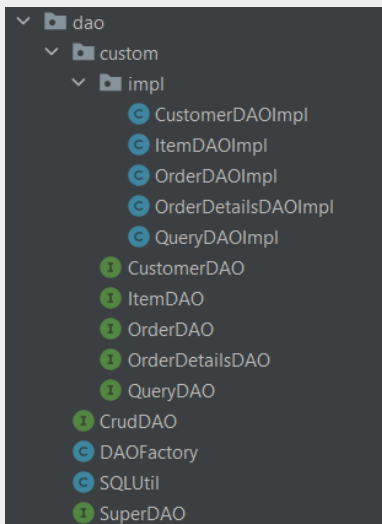 dao
custom
impl
CustomerDAOImpl
ItemDAOImpl
OrderDAOImpl
OrderDetailsDAOImpl
QueryDAOImpl
CustomerDAO
ItemDAO
OrderDAO
OrderDetailsDAO
QueryDAO
CrudDAO
DAOFactory
SQLUtil
SuperDAO